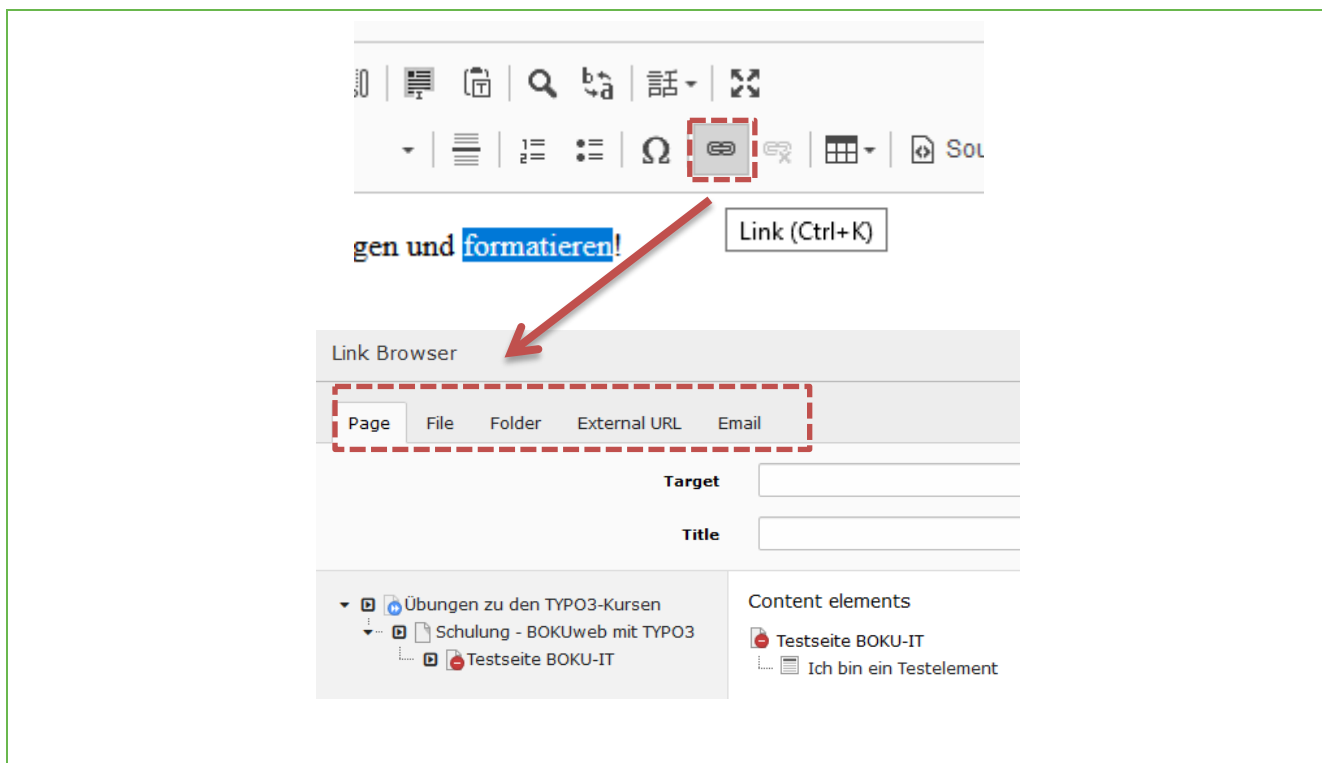 話
Sou
Link (Ctrl+K)
gen und formatieren!
Link Browser
Page File Folder External URL Email
Target
Title
Übungen zu den TYPO3-Kursen
Schulung - BOKUweb mit TYPO3
Testseite BOKU-IT
Content elements
Testseite BOKU-IT
Ich bin ein Testelement